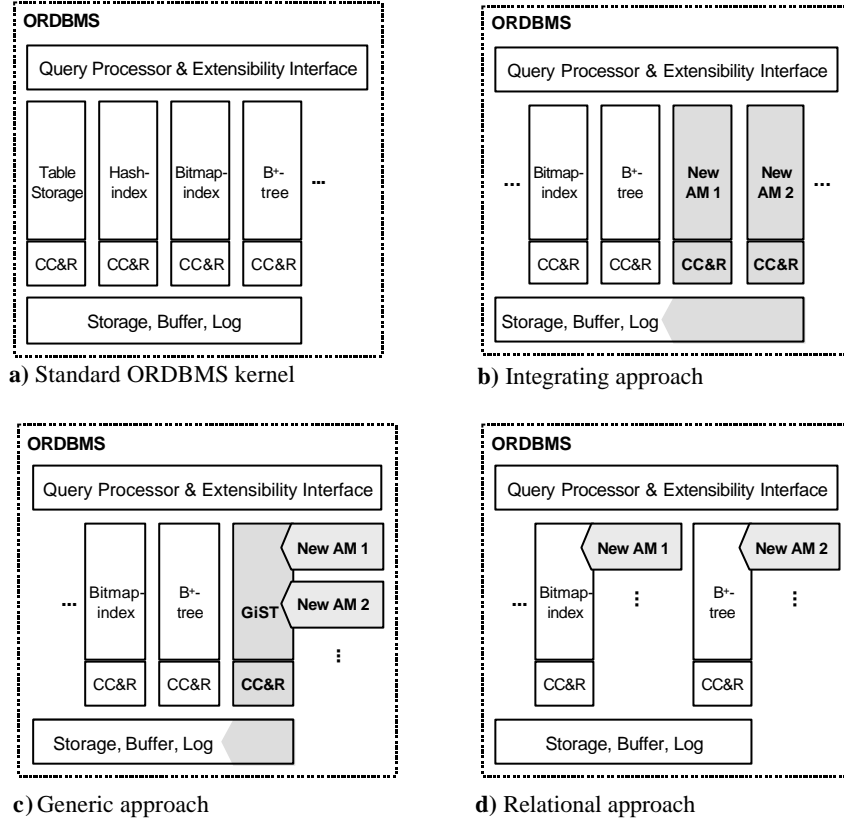 ORDBMS
Query Processor & Extensibility Interface
Table Storage
Hash-index
Bitmap-index
B+-tree
...
CC&R
CC&R
CC&R
CC&R
Storage, Buffer, Log
a) Standard ORDBMS kernel
ORDBMS
Query Processor & Extensibility Interface
...
Bitmap-index
B+-tree
New AM 1
New AM 2
...
CC&R
CC&R
CC&R
CC&R
Storage, Buffer, Log
b) Integrating approach
ORDBMS
Query Processor & Extensibility Interface
...
Bitmap-index
B+-tree
GiST
New AM 1
New AM 2
...
CC&R
CC&R
CC&R
Storage, Buffer, Log
c) Generic approach
ORDBMS
Query Processor & Extensibility Interface
...
Bitmap-index
New AM 1
...
B+-tree
New AM 2
...
CC&R
CC&R
Storage, Buffer, Log
d) Relational approach